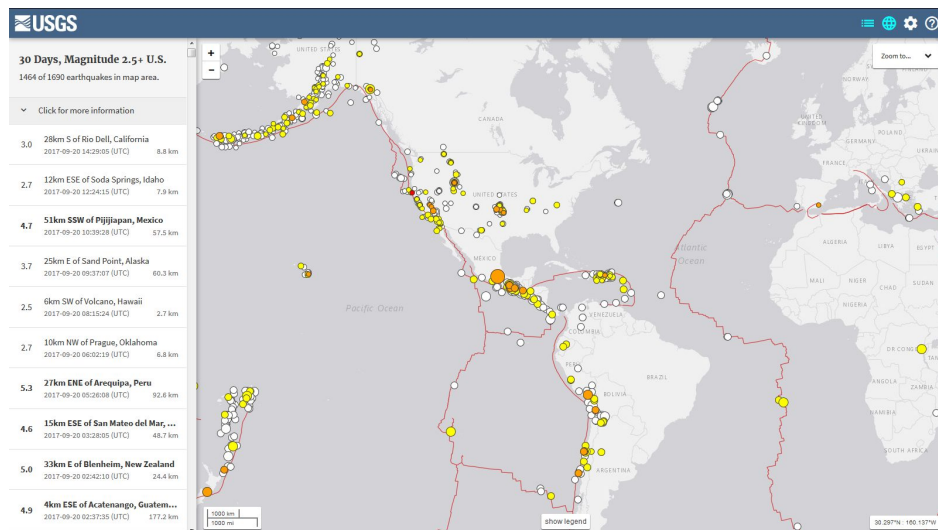 USGS
30 Days, Magnitude 2.5+ U.S.
1464 of 1690 earthquakes in map area.
Click for more information
3.0 28km S of Rio Dell, California
2017-09-20 14:29:05 (UTC) 8.8 km
2.7 12km ESE of Soda Springs, Idaho
2017-09-20 12:24:15 (UTC) 7.9 km
4.7 51km SSW of Pijijiapan, Mexico
2017-09-20 10:39:28 (UTC) 57.5 km
3.7 25km E of Sand Point, Alaska
2017-09-20 09:37:07 (UTC) 60.3 km
2.5 6km SW of Volcano, Hawaii
2017-09-20 08:15:24 (UTC) 2.7 km
2.7 10km NW of Prague, Oklahoma
2017-09-20 06:02:19 (UTC) 6.8 km
5.3 27km ENE of Arequipa, Peru
2017-09-20 05:26:08 (UTC) 92.6 km
4.6 15km ESE of San Mateo del Mar, ...
2017-09-20 03:28:05 (UTC) 48.7 km
5.0 33km E of Blenheim, New Zealand
2017-09-20 02:42:10 (UTC) 24.4 km
4.9 4km ESE of Acatenango, Guatem...
2017-09-20 02:37:35 (UTC) 177.2 km
+
−
Zoom to...
UNITED STATES
CANADA
UNITED STATES
MEXICO
Pacific Ocean
Atlantic
Ocean
VENEZUELA
COLOMBIA
PERU
BRAZIL
BOLIVIA
ARGENTINA
NORWAY
UNITED
KINGDOM
POLAND
GERMANY
UKRAIN
FRANCE
ALGERIA
LIBYA
EGYPT
MALI
NIGER
CHAD
SUDAN
NIGERIA
DR CONGO
TAN
ANGOLA
ZAMBIA
NAMIBIA
SOUTH AFRICA
1000 km
1000 mi
show legend
30.297°N : 160.137°W